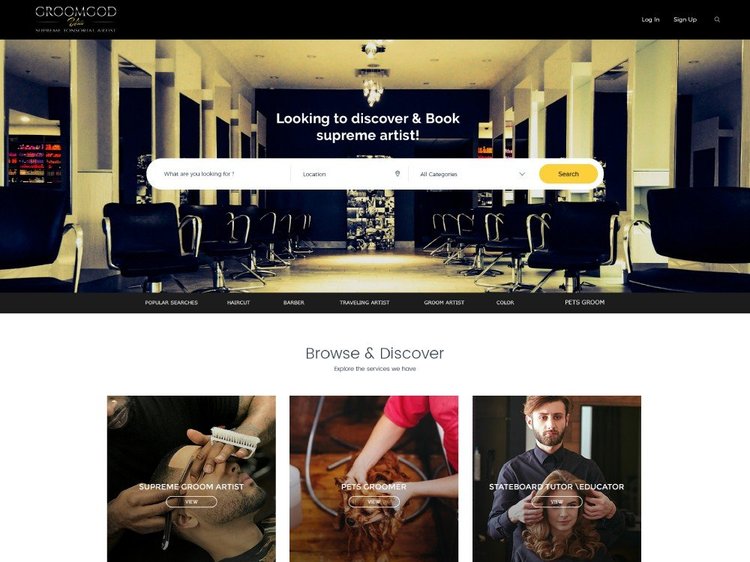 GROOMGOD
SUPREME TONSORIAL ARTIST
Log In
Sign Up
Looking to discover & Book
supreme artist!
What are you looking for ?
Location
All Categories
Search
POPULAR SEARCHES
HAIRCUT
BARBER
TRAVELING ARTIST
GROOM ARTIST
COLOR
PETS GROOM
Browse & Discover
Explore the services we have
SUPREME GROOM ARTIST
VIEW
PETS GROOMER
VIEW
STATEBOARD TUTOR \EDUCATOR
VIEW